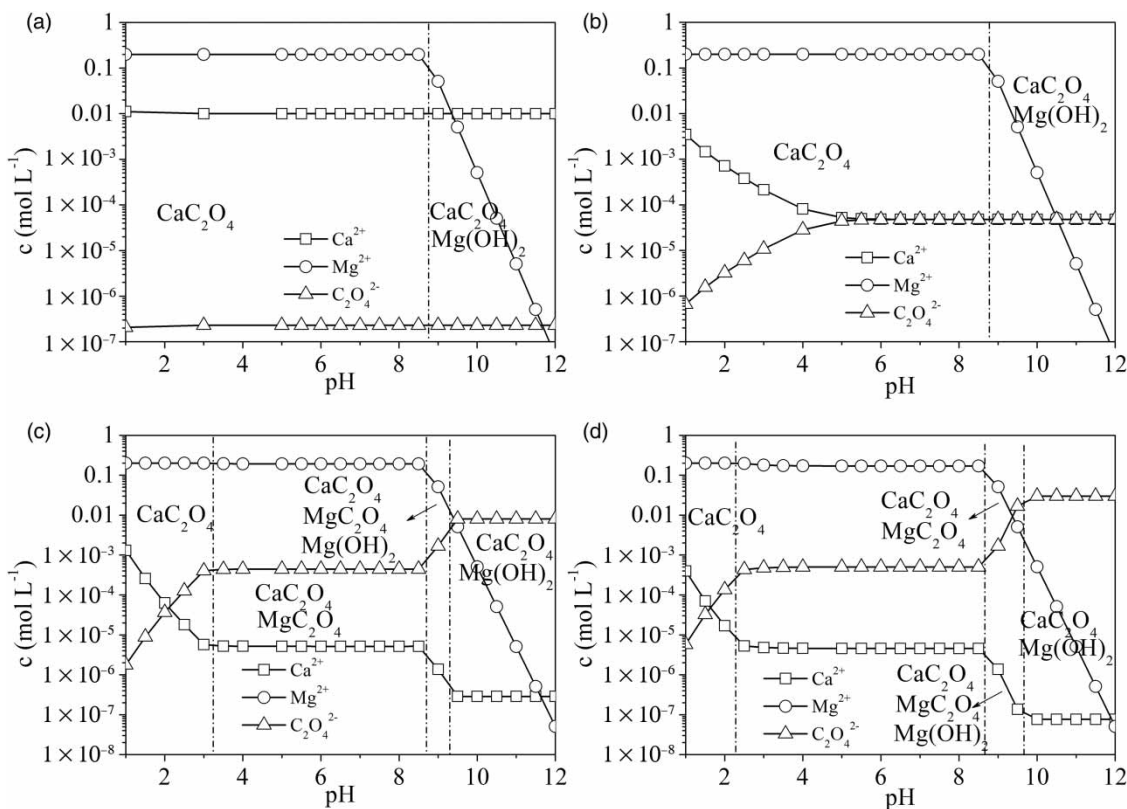 (a)
c (mol L⁻¹)
1
0.1
0.01
1×10⁻³
1×10⁻⁴
1×10⁻⁵
1×10⁻⁶
1×10⁻⁷
CaC₂O₄
CaC₂O₄
Mg(OH)₂
Ca²⁺
Mg²⁺
C₂O₄²⁻
2 4 6 8 10 12
pH
(b)
c (mol L⁻¹)
1
0.1
0.01
1×10⁻³
1×10⁻⁴
1×10⁻⁵
1×10⁻⁶
1×10⁻⁷
CaC₂O₄
CaC₂O₄
Mg(OH)₂
Ca²⁺
Mg²⁺
C₂O₄²⁻
2 4 6 8 10 12
pH
(c)
c (mol L⁻¹)
1
0.1
0.01
1×10⁻³
1×10⁻⁴
1×10⁻⁵
1×10⁻⁶
1×10⁻⁷
1×10⁻⁸
CaC₂O₄
CaC₂O₄
MgC₂O₄
Mg(OH)₂
CaC₂O₄
Mg(OH)₂
CaC₂O₄
MgC₂O₄
Ca²⁺
Mg²⁺
C₂O₄²⁻
2 4 6 8 10 12
pH
(d)
c (mol L⁻¹)
1
0.1
0.01
1×10⁻³
1×10⁻⁴
1×10⁻⁵
1×10⁻⁶
1×10⁻⁷
1×10⁻⁸
CaC₂O₄
CaC₂O₄
MgC₂O₄
CaC₂O₄
Mg(OH)₂
CaC₂O₄
MgC₂O₄
Mg(OH)₂
Ca²⁺
Mg²⁺
C₂O₄²⁻
2 4 6 8 10 12
pH